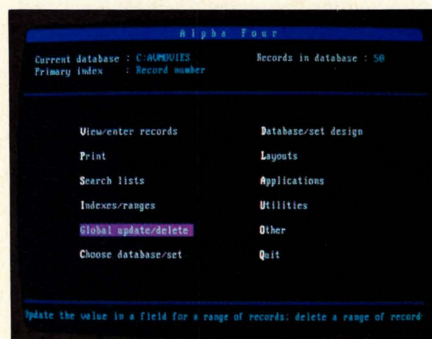 Alpha Four
Current database : C:AVMOVIES Records in database : 50
Primary index : Record number
View/enter records Database/set design
Print Layouts
Search lists Applications
Indexes/ranges Utilities
Global update/delete Other
Choose database/set Quit
Update the value in a field for a range of records; delete a range of record